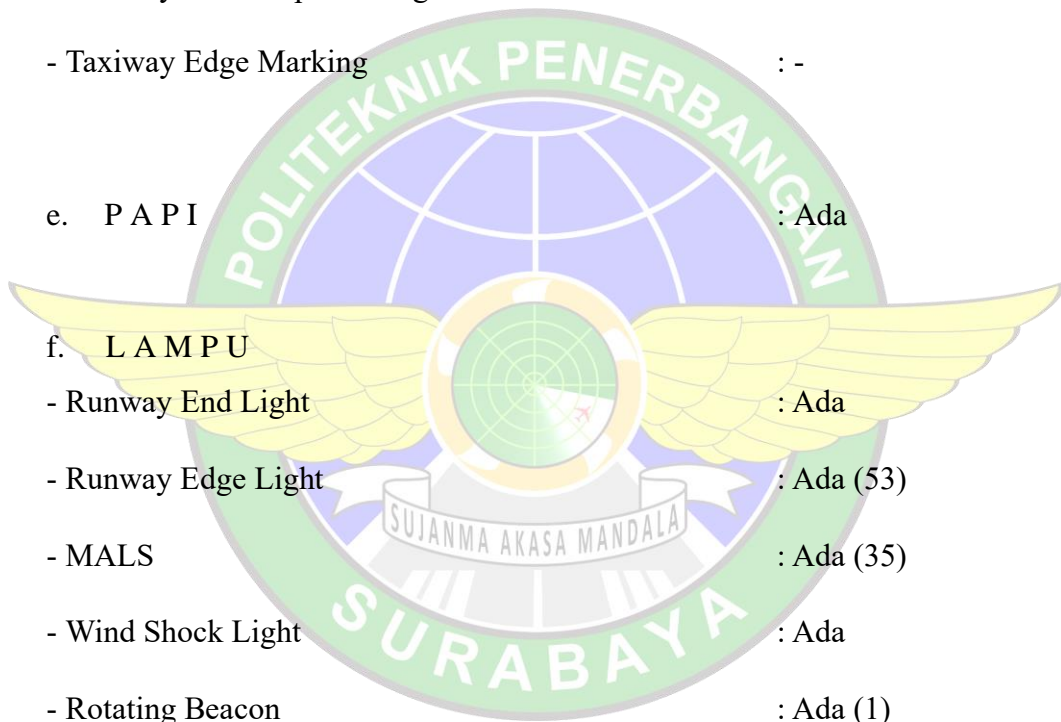 - Taxiway Edge Marking : -
e. P A P I : Ada
f. L A M P U
- Runway End Light : Ada
- Runway Edge Light : Ada (53)
- MALS : Ada (35)
- Wind Shock Light : Ada
- Rotating Beacon : Ada (1)
POLITEKNIK PENERBANGAN
SUJANMA AKASA MANDALA
SURABAYA